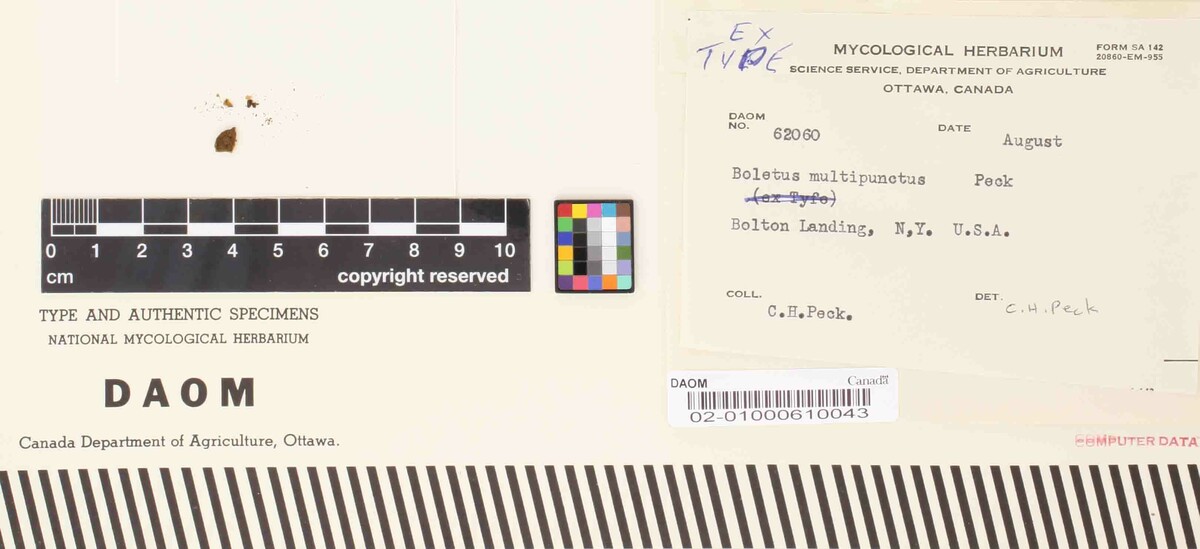 EX
TYPE
MYCOLOGICAL HERBARIUM
FORM SA 142
20860-EM-955
SCIENCE SERVICE, DEPARTMENT OF AGRICULTURE
OTTAWA, CANADA
DAOM
NO. 62060
DATE August
Boletus multipunctus Peck
(ex Tyfe)
Bolton Landing, N,Y. U.S.A.
COLL. C.H.Peck.
DET. C.H.Peck
0 1 2 3 4 5 6 7 8 9 10
cm copyright reserved
TYPE AND AUTHENTIC SPECIMENS
NATIONAL MYCOLOGICAL HERBARIUM
DAOM
Canada Department of Agriculture, Ottawa.
DAOM Canada
02-01000610043
COMPUTER DATA